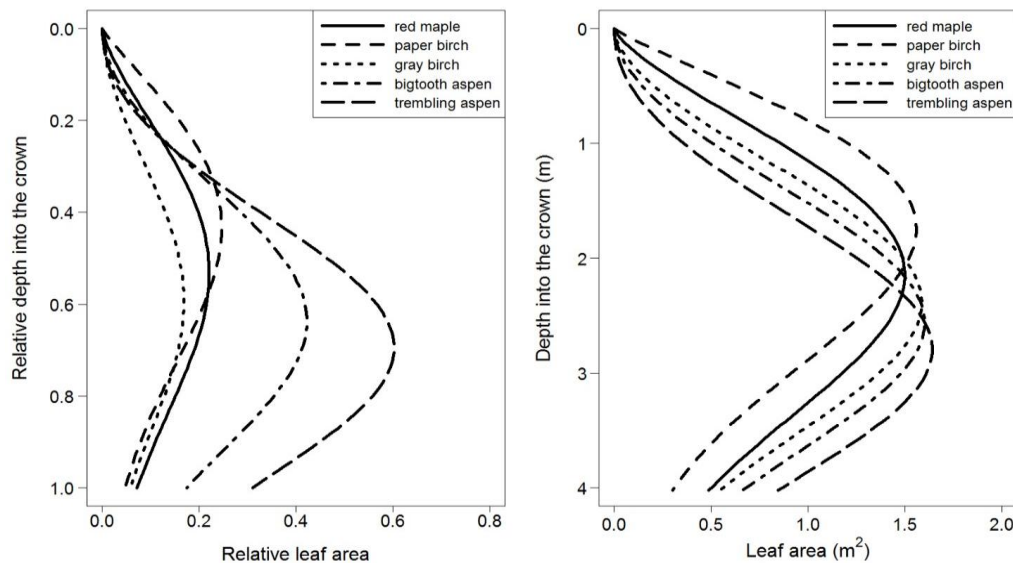 red maple
paper birch
gray birch
bigtooth aspen
trembling aspen
0.0
0.2
0.4
0.6
0.8
1.0
Relative depth into the crown
0.0
0.2
0.4
0.6
0.8
Relative leaf area
red maple
paper birch
gray birch
bigtooth aspen
trembling aspen
0
1
2
3
4
Depth into the crown (m)
0.0
0.5
1.0
1.5
2.0
Leaf area (m²)